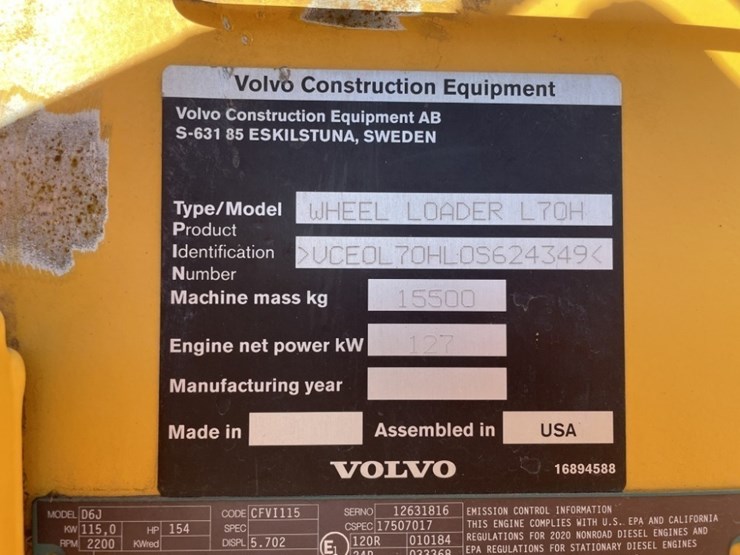 Volvo Construction Equipment
Volvo Construction Equipment AB
S-631 85 ESKILSTUNA, SWEDEN
Type/Model WHEEL LOADER L70H
Product
Identification >VCE0L70HL0S624349<
Number
Machine mass kg 15500
Engine net power kW 127
Manufacturing year
Made in Assembled in USA
VOLVO 16894588
MODEL D6J CODE CFVI115 SERNO 12631816 EMISSION CONTROL INFORMATION
KW 115,0 HP 154 SPEC CSPEC 17507017 THIS ENGINE COMPLIES WITH U.S. EPA AND CALIFORNIA
RPM 2200 KWred DISPL 5.702 E1 120R 010184 REGULATIONS FOR 2020 NONROAD DIESEL ENGINES AND
EPA REGULATIONS FOR STATIONARY DIESEL ENGINES